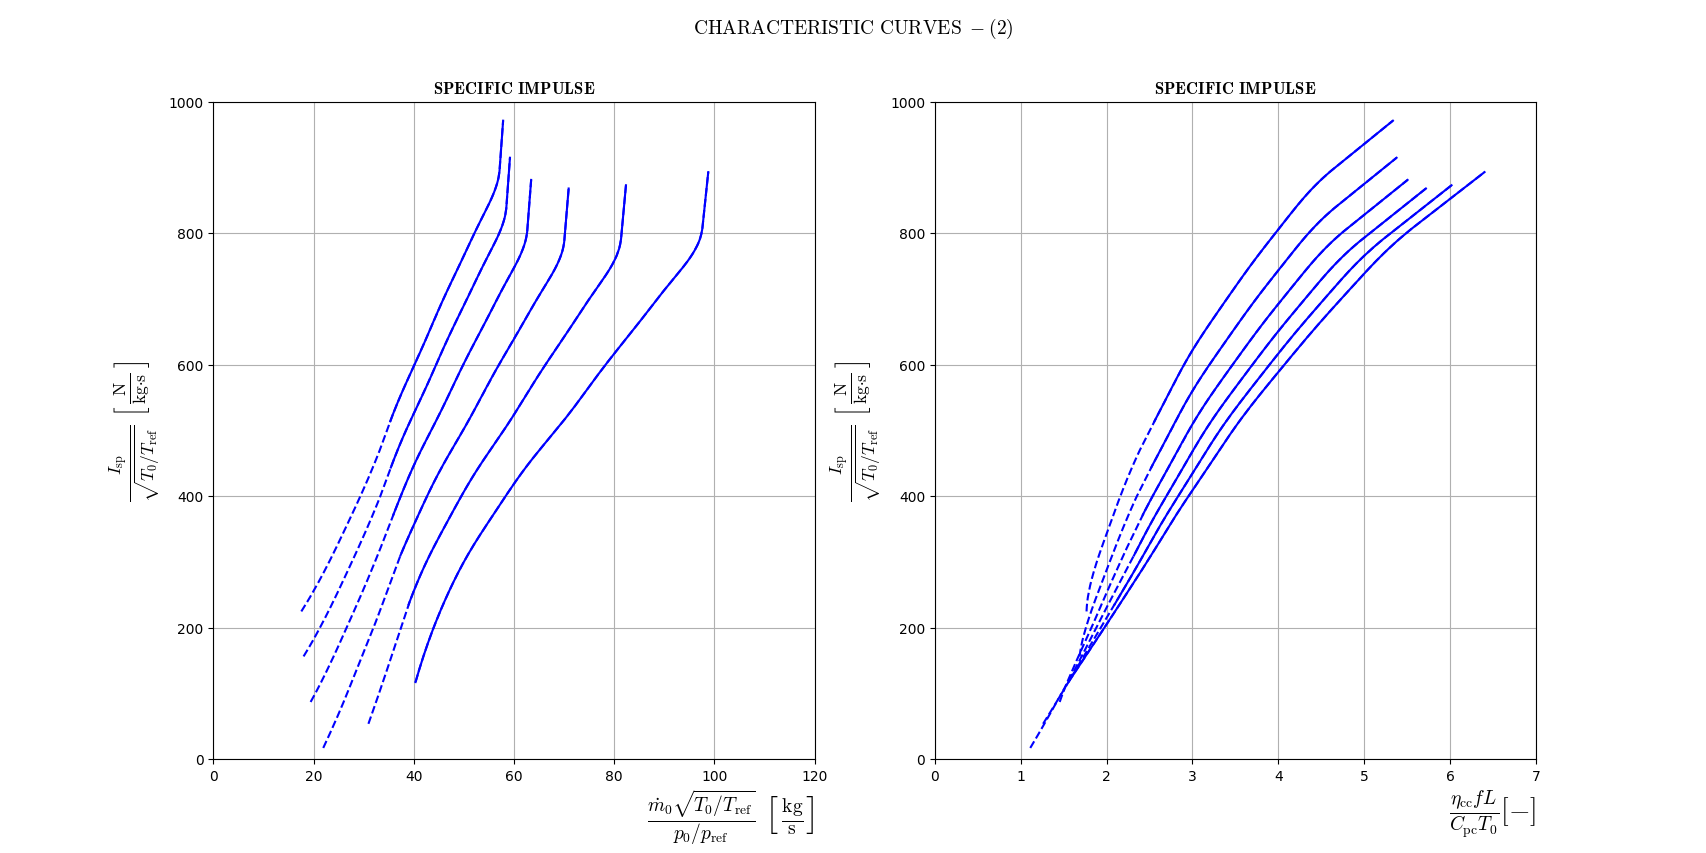 CHARACTERISTIC CURVES − (2)
SPECIFIC IMPULSE
1000
800
600
400
200
0
0 20 40 60 80 100 120
I_sp / √(T_0/T_ref) [N / kg·s]
ṁ_0 √(T_0/T_ref) / (p_0/p_ref) [kg / s]
SPECIFIC IMPULSE
1000
800
600
400
200
0
0 1 2 3 4 5 6 7
I_sp / √(T_0/T_ref) [N / kg·s]
η_cc fL / C_pc T_0 [−]